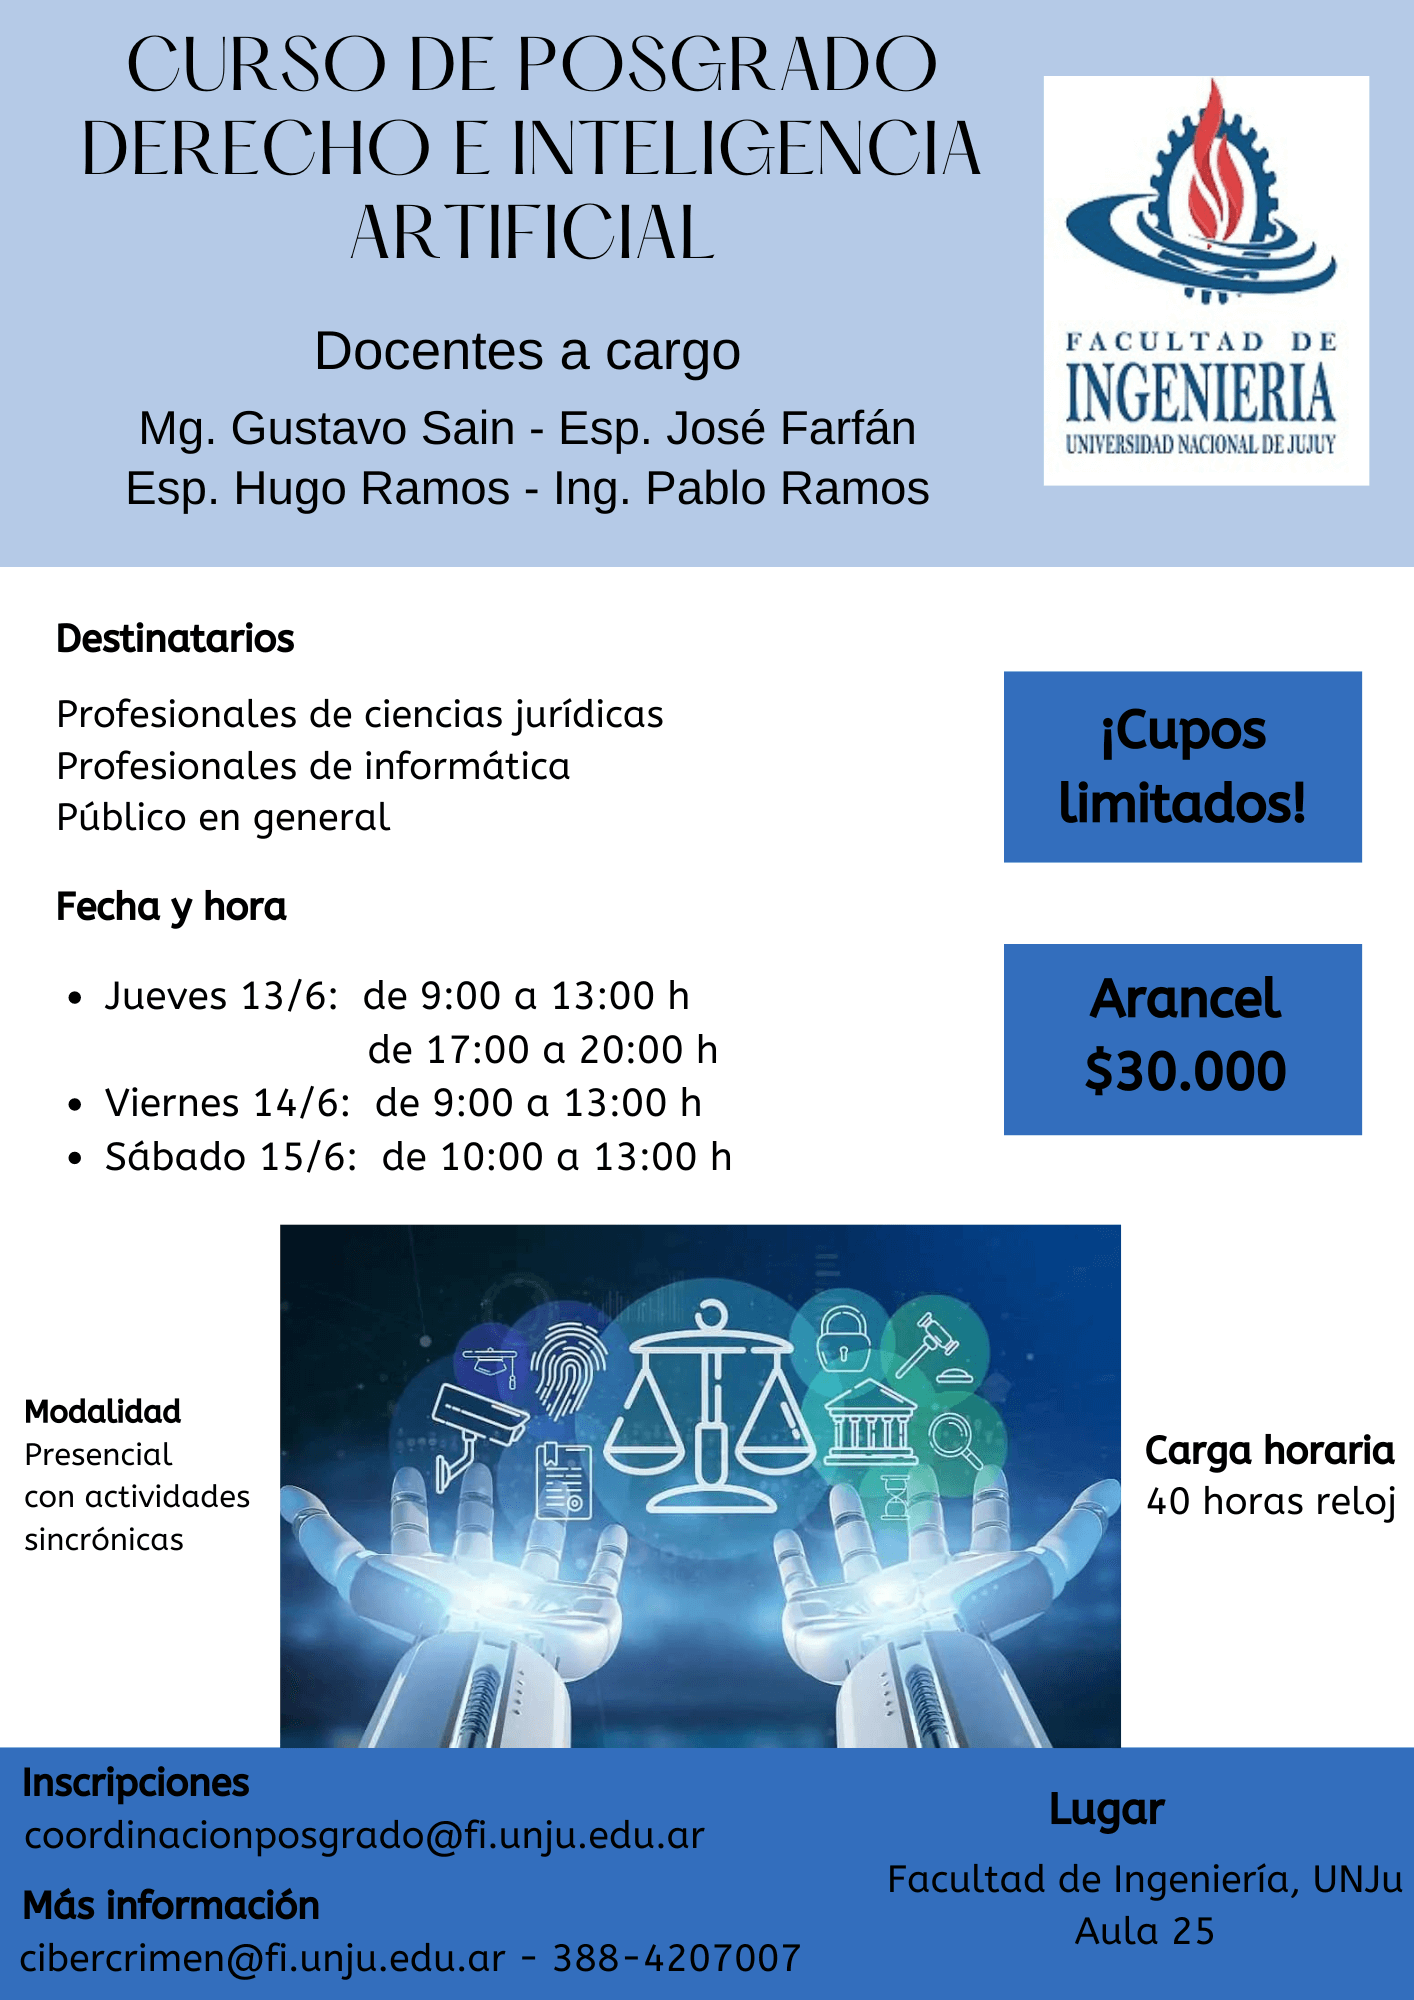 CURSO DE POSGRADO
DERECHO E INTELIGENCIA
ARTIFICIAL
Docentes a cargo
Mg. Gustavo Sain - Esp. José Farfán
Esp. Hugo Ramos - Ing. Pablo Ramos
FACULTAD DE
INGENIERIA
UNIVERSIDAD NACIONAL DE JUJUY
Destinatarios
Profesionales de ciencias jurídicas
Profesionales de informática
Público en general
¡Cupos
limitados!
Fecha y hora
• Jueves 13/6: de 9:00 a 13:00 h
de 17:00 a 20:00 h
• Viernes 14/6: de 9:00 a 13:00 h
• Sábado 15/6: de 10:00 a 13:00 h
Arancel
$30.000
Modalidad
Presencial
con actividades
sincrónicas
Carga horaria
40 horas reloj
Inscripciones
coordinacionposgrado@fi.unju.edu.ar
Más información
cibercrimen@fi.unju.edu.ar - 388-4207007
Lugar
Facultad de Ingeniería, UNJu
Aula 25